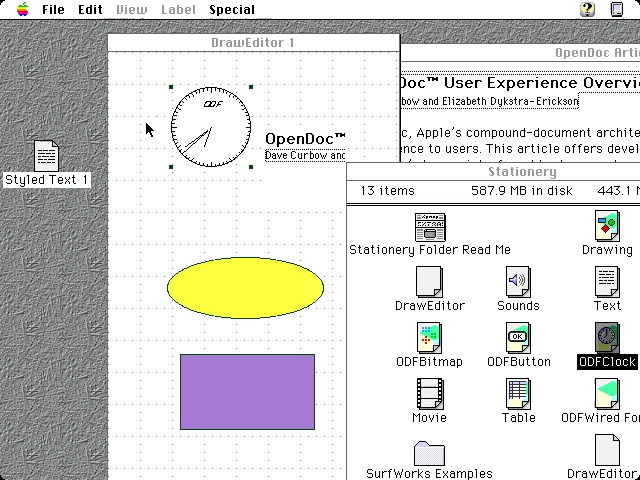 File Edit View Label Special
DrawEditor 1
OpenDoc Artic
Doc™ User Experience Overvie
bow and Elizabeth Dykstra-Erickson
c, Apple's compound-document archite
ence to users. This article offers devel
ODF
OpenDoc™
Dave Curbow and
Styled Text 1
Stationery
13 items 587.9 MB in disk 443.1 M
Stationery Folder Read Me Drawing
DrawEditor Sounds Text
OK
ODFBitmap ODFButton ODFClock
Movie Table ODFWired For
SurfWorks Examples DrawEditor